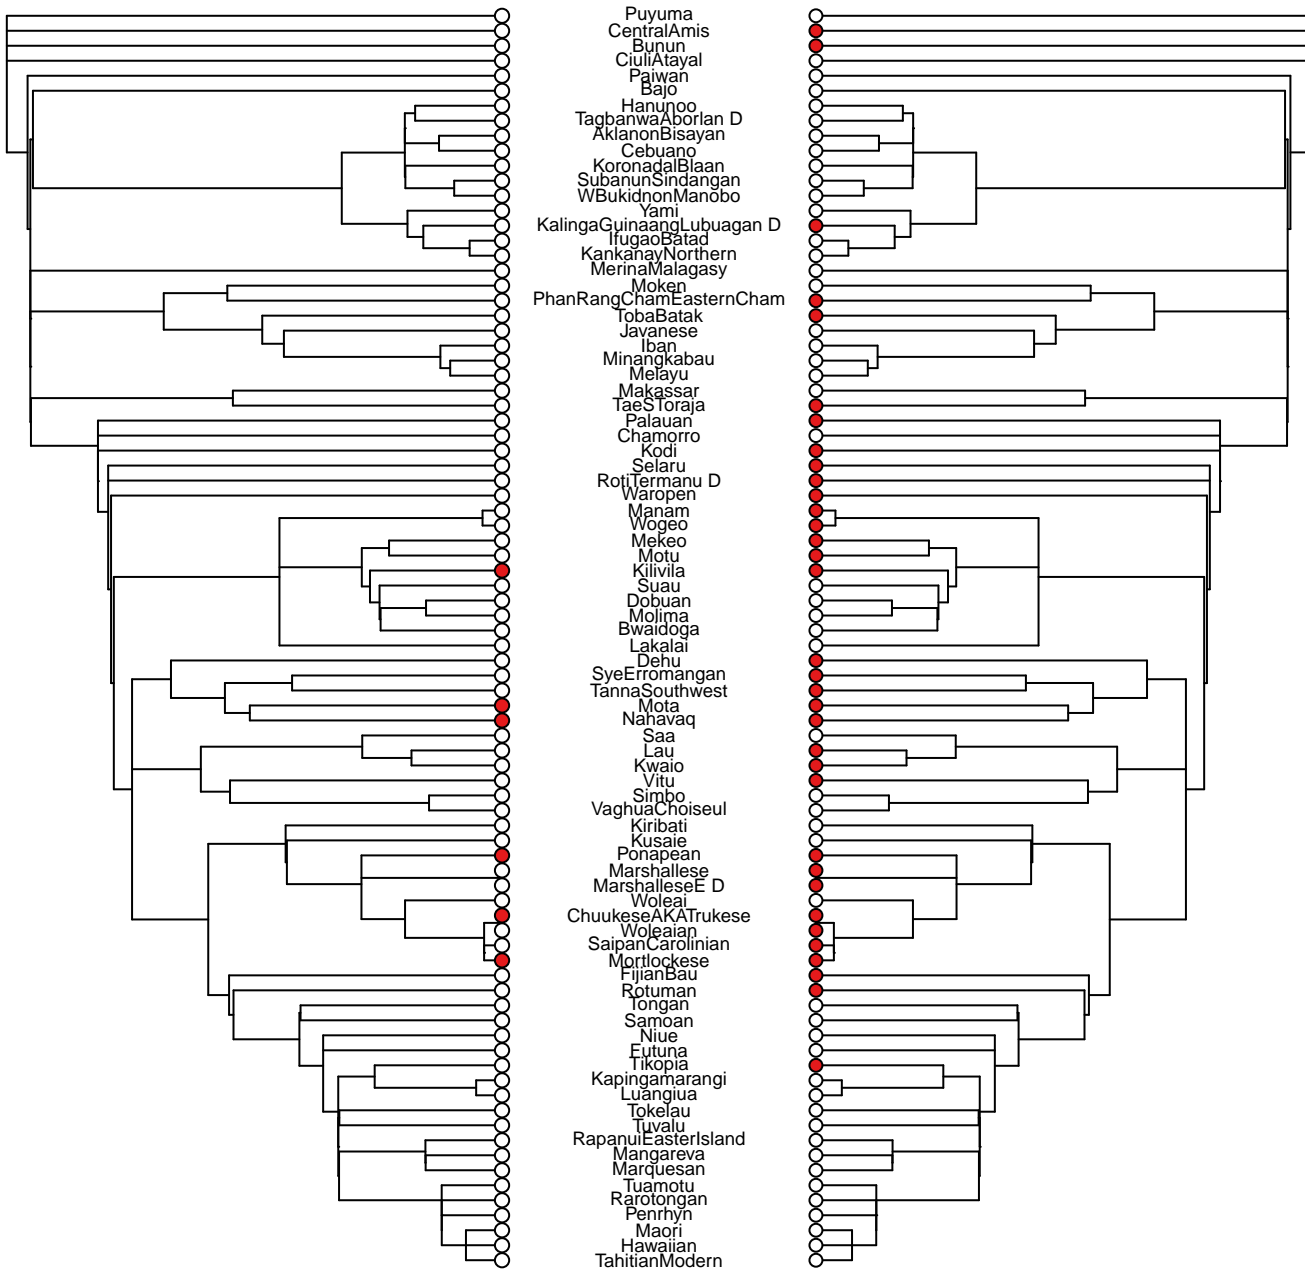 Puyuma
CentralAmis
Bunun
CiuliAtayal
Paiwan
Bajo
Hanunoo
TagbanwaAborlan D
AklanonBisayan
Cebuano
KoronadalBlaan
SubanunSindangan
WBukidnonManobo
Yami
KalingaGuinaangLubuagan D
IfugaoBatad
KankanayNorthern
MerinaMalagasy
Moken
PhanRangChamEasternCham
TobaBatak
Javanese
Iban
Minangkabau
Melayu
Makassar
TaeSToraja
Palauan
Chamorro
Kodi
Selaru
RotiTermanu D
Waropen
Manam
Wogeo
Mekeo
Motu
Kilivila
Suau
Dobuan
Molima
Bwaidoga
Lakalai
Dehu
SyeErromangan
TannaSouthwest
Mota
Nahavaq
Saa
Lau
Kwaio
Vitu
Simbo
VaghuaChoiseul
Kiribati
Kusaie
Ponapean
Marshallese
MarshalleseE D
Woleai
ChuukeseAKATrukese
Woleaian
SaipanCarolinian
Mortlockese
FijianBau
Rotuman
Tongan
Samoan
Niue
Futuna
Tikopia
Kapingamarangi
Luangiua
Tokelau
Tuvalu
RapanuiEasterIsland
Mangareva
Marquesan
Tuamotu
Rarotongan
Penrhyn
Maori
Hawaiian
TahitianModern